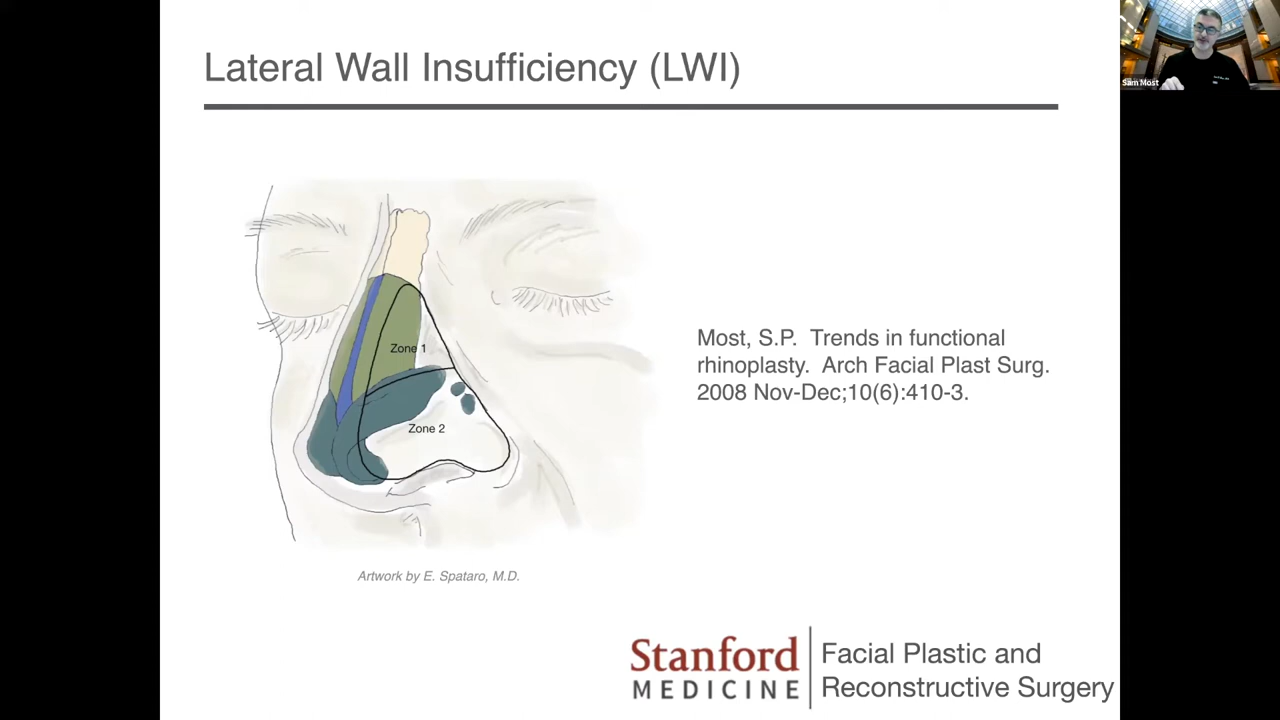 Lateral Wall Insufficiency (LWI)
Sam Most
Zone 1
Zone 2
Most, S.P. Trends in functional
rhinoplasty. Arch Facial Plast Surg.
2008 Nov-Dec;10(6):410-3.
Artwork by E. Spataro, M.D.
Stanford
MEDICINE
Facial Plastic and
Reconstructive Surgery